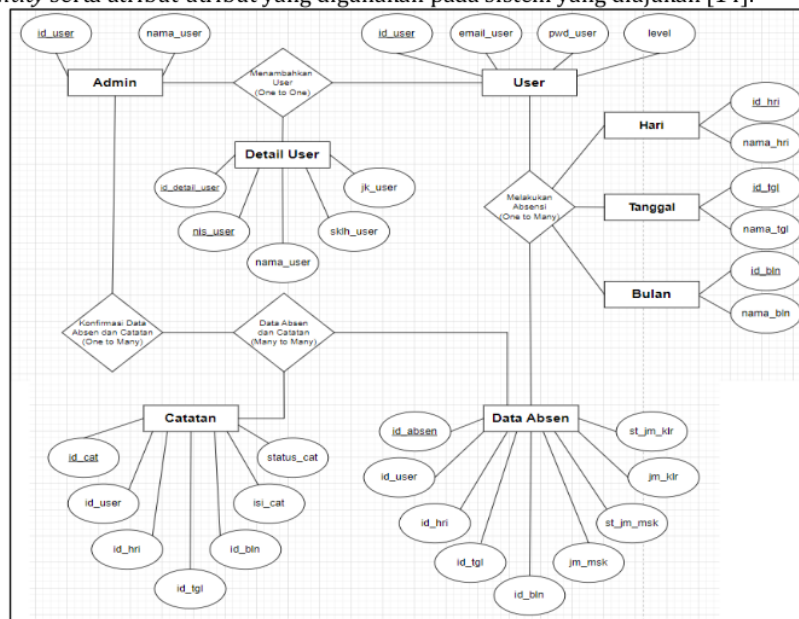 entity serta atribut-atribut yang digunakan pada sistem yang diajukan [14].
id_user
nama_user
id_user
email_user
pwd_user
level
Admin
Menambahkan
User
(One to One)
User
id_hri
Hari
nama_hri
Detail User
id_detail_user
jk_user
nis_user
sklh_user
nama_user
Melakukan
Absensi
(One to Many)
id_tgl
Tanggal
nama_tgl
id_bln
Bulan
nama_bln
Konfirmasi Data
Absen dan Catatan
(One to Many)
Data Absen
dan Catatan
(Many to Many)
Catatan
Data Absen
id_cat
status_cat
id_user
isi_cat
id_hri
id_bln
id_tgl
id_absen
st_jm_klr
id_user
jm_klr
id_hri
st_jm_msk
id_tgl
jm_msk
id_bln